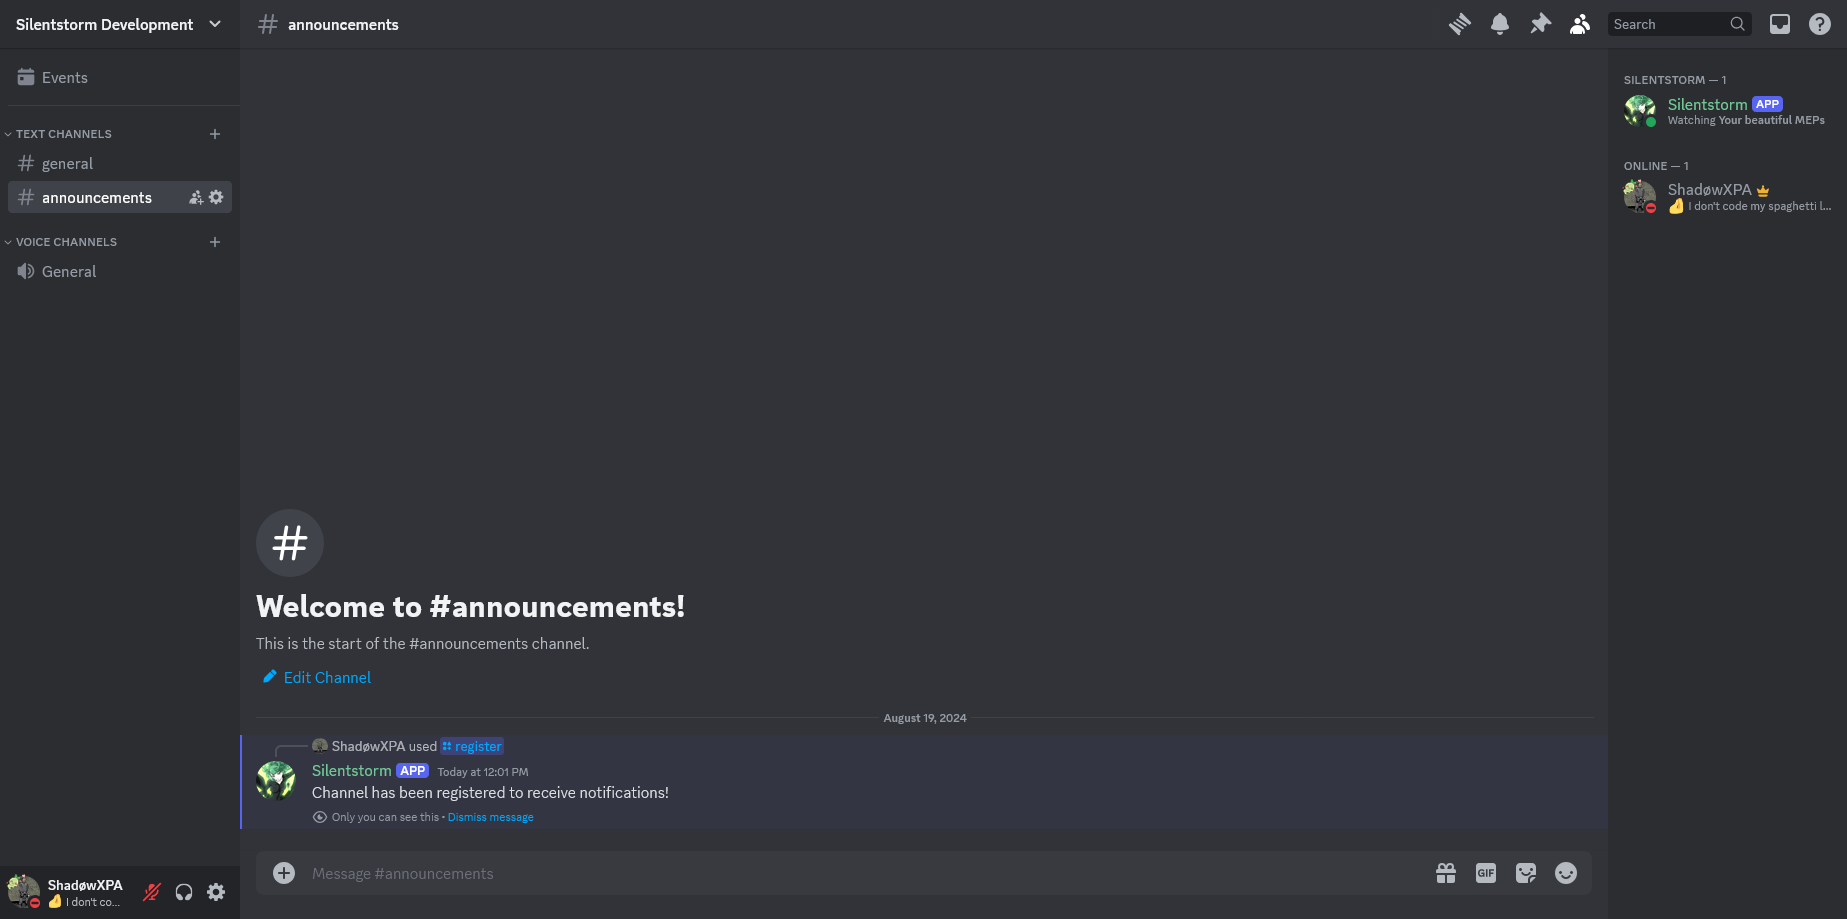 Silentstorm Development
Events
TEXT CHANNELS
general
announcements
VOICE CHANNELS
General
ShadøwXPA
I don't co...
announcements
Search
Welcome to #announcements!
This is the start of the #announcements channel.
Edit Channel
August 19, 2024
ShadøwXPA used register
Silentstorm APP Today at 12:01 PM
Channel has been registered to receive notifications!
Only you can see this • Dismiss message
Message #announcements
GIF
SILENTSTORM — 1
Silentstorm APP
Watching Your beautiful MEPs
ONLINE — 1
ShadøwXPA
I don't code my spaghetti l...